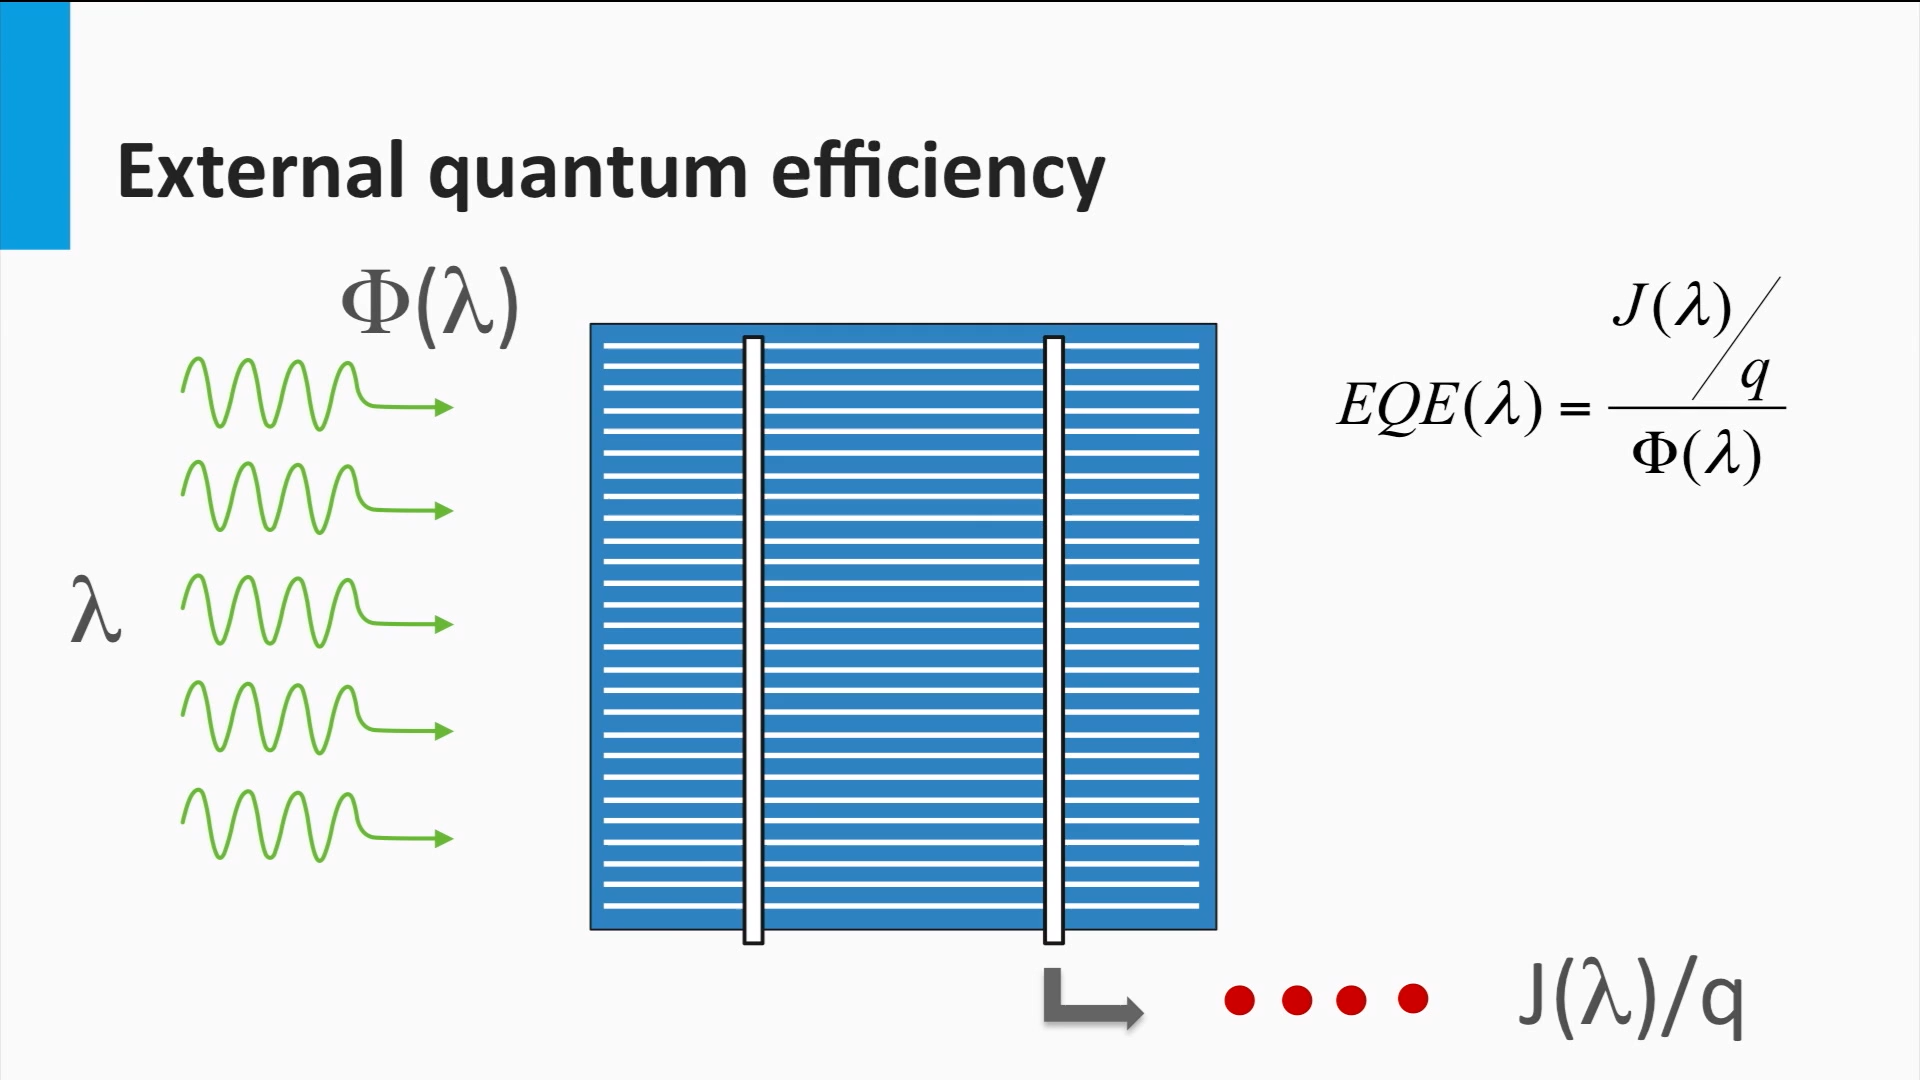 External quantum efficiency
Φ(λ)
EQE(λ) = J(λ)/q
Φ(λ)
λ
J(λ)/q